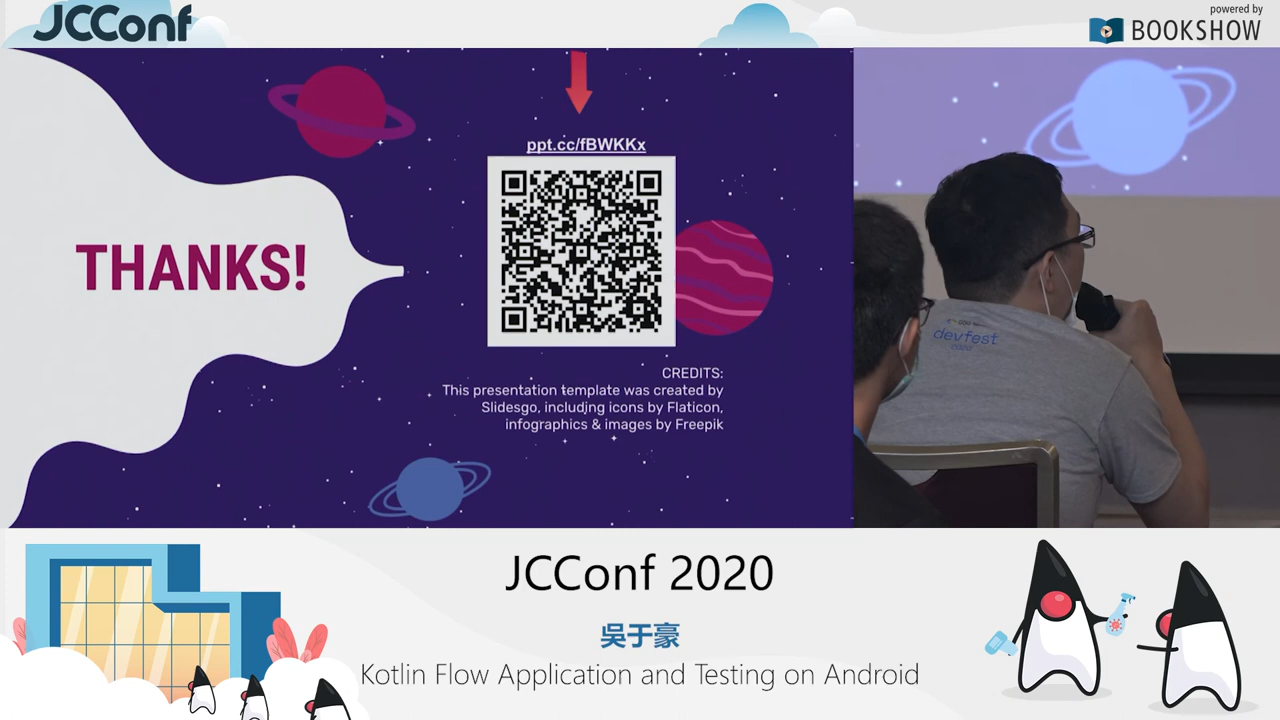 JCConf
powered by
BOOKSHOW
ppt.cc/fBWKKx
THANKS!
CREDITS:
This presentation template was created by
Slidesgo, including icons by Flaticon,
infographics & images by Freepik
devfest
JCConf 2020
吳于豪
Kotlin Flow Application and Testing on Android